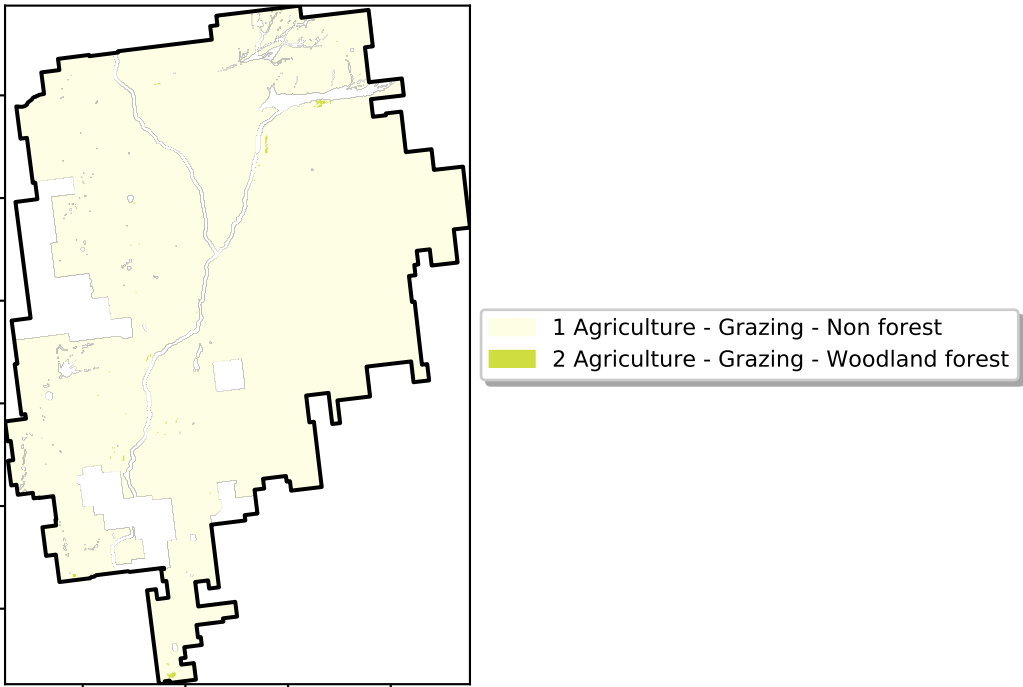 1 Agriculture - Grazing - Non forest
2 Agriculture - Grazing - Woodland forest